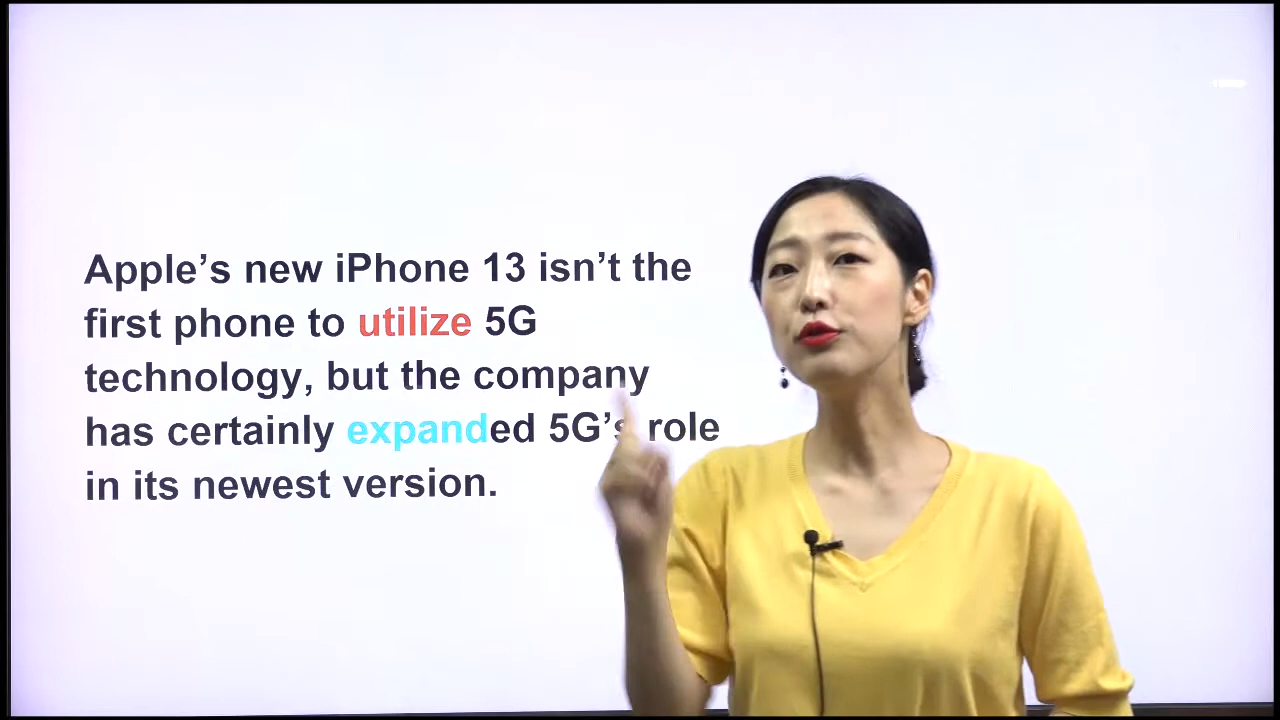 Apple’s new iPhone 13 isn’t the
first phone to utilize 5G
technology, but the company
has certainly expanded 5G’s role
in its newest version.